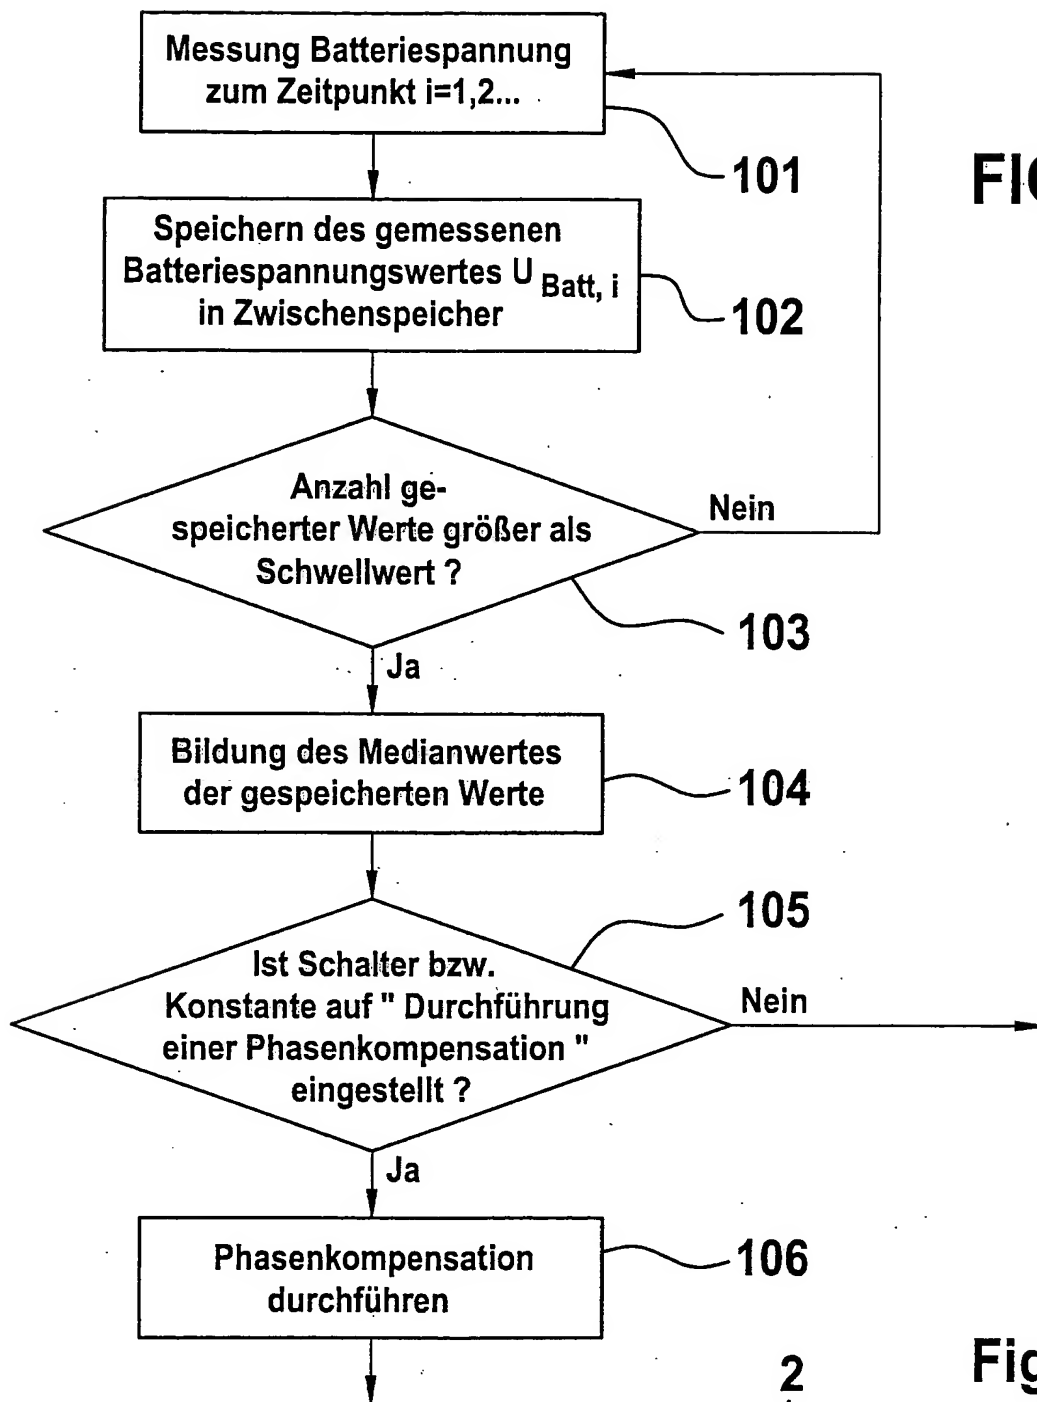 Messung Batteriespannung
zum Zeitpunkt i=1,2...
101
Speichern des gemessenen
Batteriespannungswertes U Batt, i
in Zwischenspeicher
102
Anzahl ge-
speicherter Werte größer als
Schwellwert ?
Nein
103
Ja
Bildung des Medianwertes
der gespeicherten Werte
104
105
Ist Schalter bzw.
Konstante auf " Durchführung
einer Phasenkompensation "
eingestellt ?
Nein
Ja
Phasenkompensation
durchführen
106
2